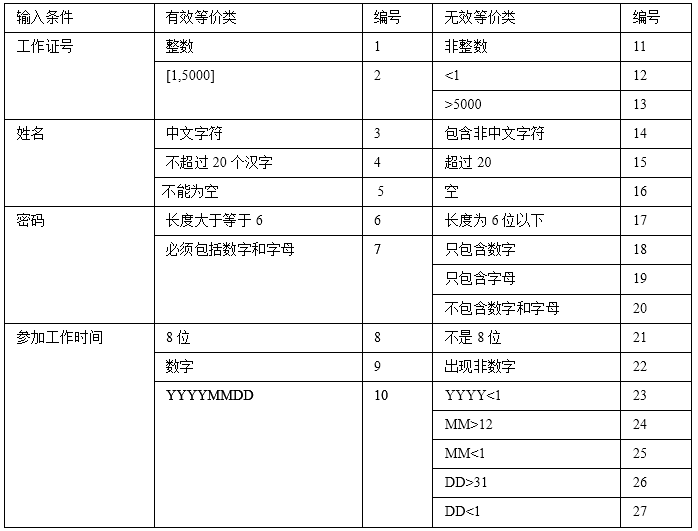 输入条件 有效等价类 编号 无效等价类 编号
工作证号 整数 1 非整数 11
[1,5000] 2 <1 12
>5000 13
姓名 中文字符 3 包含非中文字符 14
不超过 20 个汉字 4 超过 20 15
不能为空 5 空 16
密码 长度大于等于 6 6 长度为 6 位以下 17
必须包括数字和字母 7 只包含数字 18
只包含字母 19
不包含数字和字母 20
参加工作时间 8 位 8 不是 8 位 21
数字 9 出现非数字 22
YYYYMMDD 10 YYYY<1 23
MM>12 24
MM<1 25
DD>31 26
DD<1 27